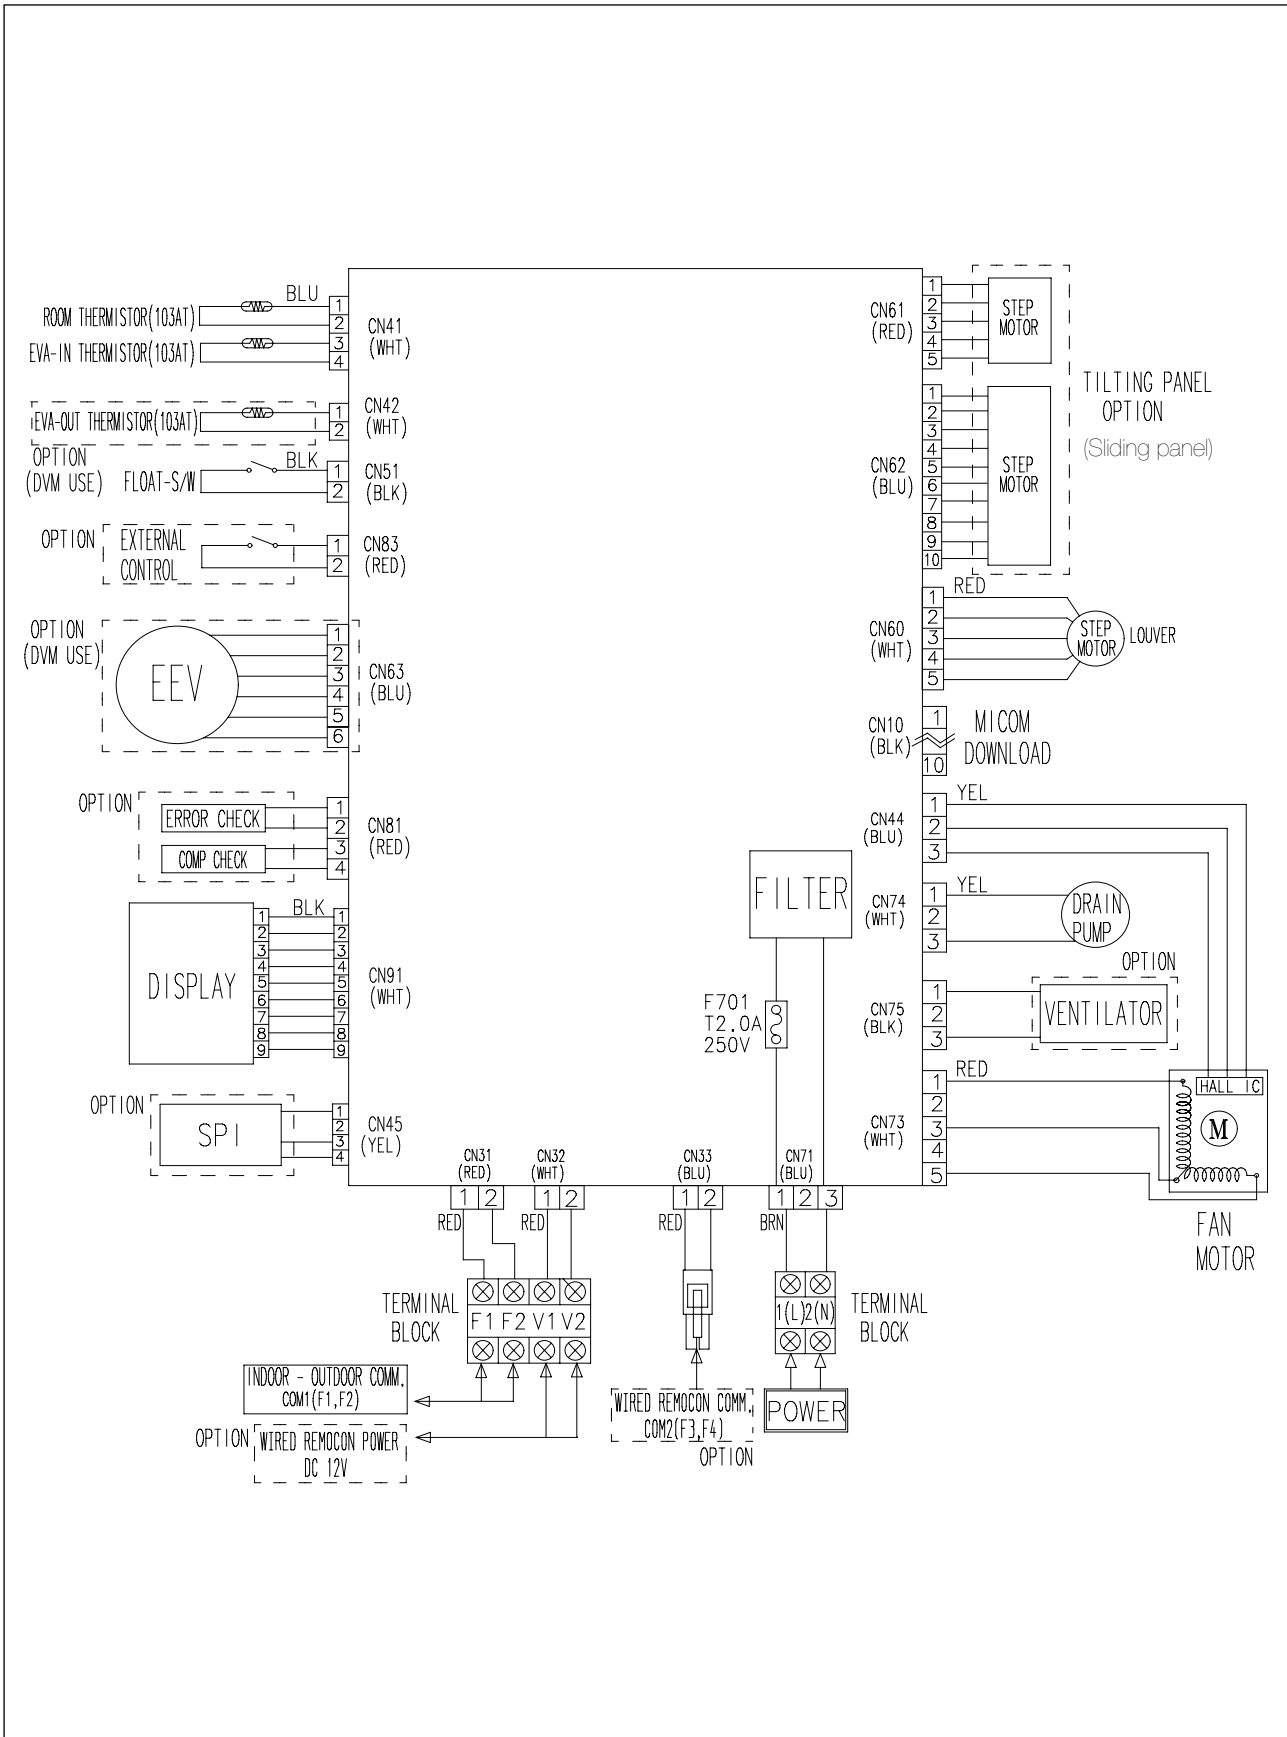 ROOM THERMISTOR(103AT)
BLU
1
2
3
4
CN41
(WHT)
EVA-IN THERMISTOR(103AT)
EVA-OUT THERMISTOR(103AT)
1
2
CN42
(WHT)
OPTION
(DVM USE)
FLOAT-S/W
BLK
1
2
CN51
(BLK)
OPTION
EXTERNAL
CONTROL
1
2
CN83
(RED)
OPTION
(DVM USE)
EEV
1
2
3
4
5
6
CN63
(BLU)
OPTION
ERROR CHECK
COMP CHECK
1
2
3
4
CN81
(RED)
DISPLAY
1
2
3
4
5
6
7
8
9
BLK
1
2
3
4
5
6
7
8
9
CN91
(WHT)
OPTION
SPI
1
2
3
4
CN45
(YEL)
CN61
(RED)
1
2
3
4
5
STEP
MOTOR
CN62
(BLU)
1
2
3
4
5
6
7
8
9
10
STEP
MOTOR
TILTING PANEL
OPTION
(Sliding panel)
CN60
(WHT)
1
2
3
4
5
RED
STEP
MOTOR
LOUVER
CN10
(BLK)
1
10
MICOM
DOWNLOAD
CN44
(BLU)
1
2
3
YEL
FILTER
CN74
(WHT)
1
2
3
YEL
DRAIN
PUMP
F701
T2.0A
250V
CN75
(BLK)
1
2
3
OPTION
VENTILATOR
CN73
(WHT)
1
2
3
4
5
RED
HALL IC
M
FAN
MOTOR
CN31
(RED)
1 2
RED
CN32
(WHT)
1 2
RED
CN33
(BLU)
1 2
RED
CN71
(BLU)
1 2 3
BRN
TERMINAL
BLOCK
F1 F2 V1 V2
1(L)2(N)
TERMINAL
BLOCK
INDOOR - OUTDOOR COMM.
COM1(F1,F2)
OPTION
WIRED REMOCON POWER
DC 12V
WIRED REMOCON COMM.
COM2(F3,F4)
OPTION
POWER